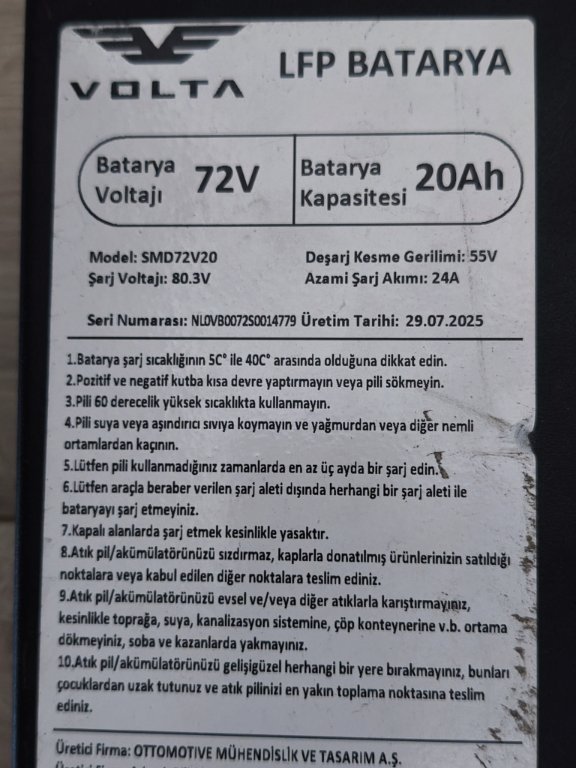 VOLTA
LFP BATARYA
Batarya
Voltajı
72V
Batarya
Kapasitesi
20Ah
Model: SMD72V20
Deşarj Kesme Gerilimi: 55V
Şarj Voltajı: 80.3V
Azami Şarj Akımı: 24A
Seri Numarası: NL0VB0072S0014779 Üretim Tarihi: 29.07.2025
1.Batarya şarj sıcaklığının 5C° ile 40C° arasında olduğuna dikkat edin.
2.Pozitif ve negatif kutba kısa devre yaptırmayın veya pili sökmeyin.
3.Pili 60 derecelik yüksek sıcaklıkta kullanmayın.
4.Pili suya veya aşındırıcı sıvıya koymayın ve yağmurdan veya diğer nemli
ortamlardan kaçının.
5.Lütfen pili kullanmadığınız zamanlarda en az üç ayda bir şarj edin.
6.Lütfen araçla beraber verilen şarj aleti dışında herhangi bir şarj aleti ile
bataryayı şarj etmeyiniz.
7.Kapalı alanlarda şarj etmek kesinlikle yasaktır.
8.Atık pil/akümülatörünüzü sızdırmaz, kaplarla donatılmış ürünlerinizin satıldığı
noktalara veya kabul edilen diğer noktalara teslim ediniz.
9.Atık pil/akümülatörünüzü evsel ve/veya diğer atıklarla karıştırmayınız,
kesinlikle toprağa, suya, kanalizasyon sistemine, çöp konteynerine v.b. ortama
dökmeyiniz, soba ve kazanlarda yakmayınız.
10.Atık pil/akümülatörünüzü gelişigüzel herhangi bir yere bırakmayınız, bunları
çocuklardan uzak tutunuz ve atık pilinizi en yakın toplama noktasına teslim
ediniz.
Üretici Firma: OTTOMOTIVE MÜHENDİSLİK VE TASARIM A.Ş.